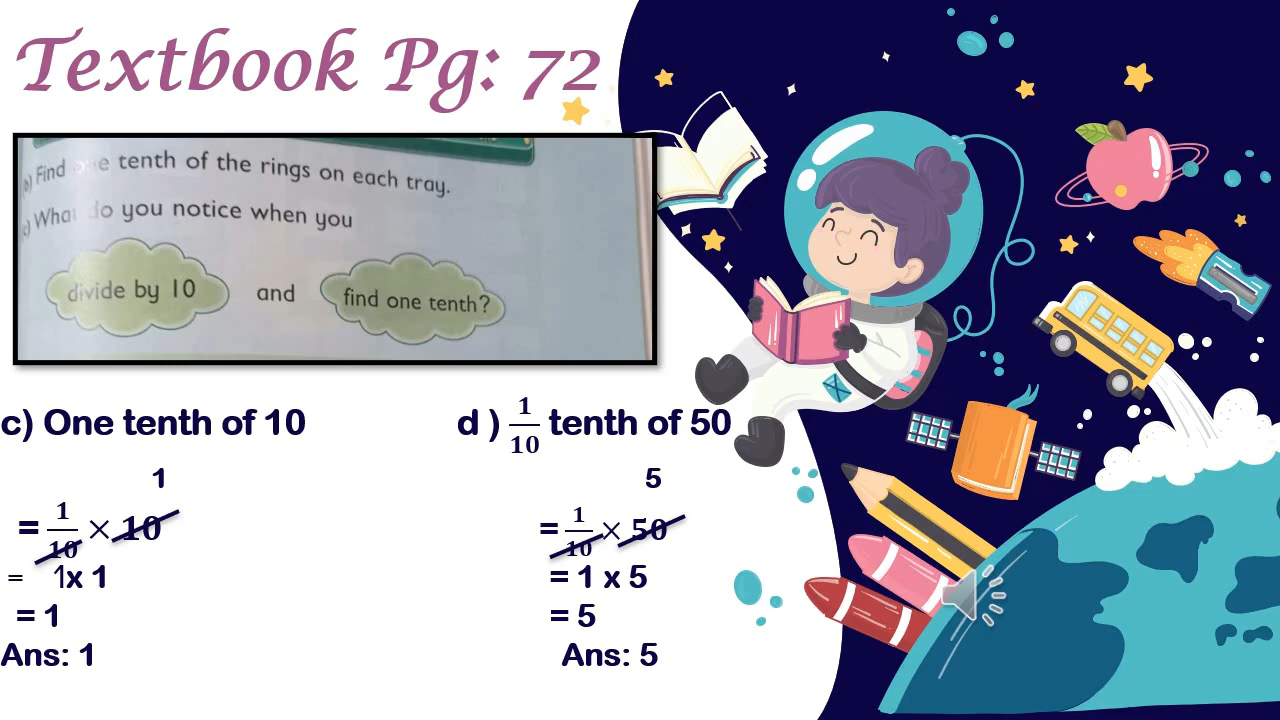 Textbook Pg: 72
b) Find one tenth of the rings on each tray.
c) What do you notice when you
divide by 10 and find one tenth?
c) One tenth of 10
1
= 1/10 × 10
= 1x 1
= 1
Ans: 1
d ) 1/10 tenth of 50
5
= 1/10 × 50
= 1 x 5
= 5
Ans: 5